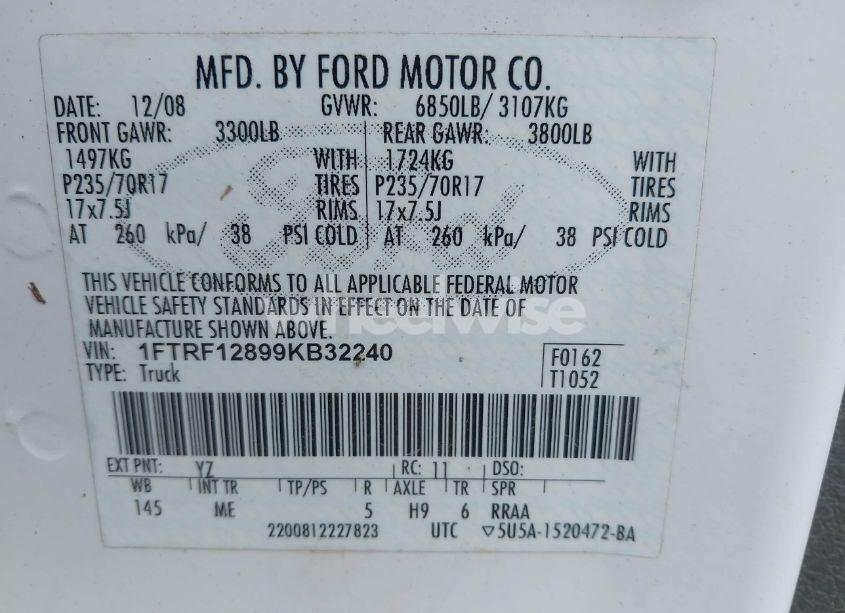 MFD. BY FORD MOTOR CO.
DATE: 12/08 GVWR: 6850LB/ 3107KG
FRONT GAWR: 3300LB REAR GAWR: 3800LB
1497KG WITH 1724KG WITH
P235/70R17 TIRES P235/70R17 TIRES
17x7.5J RIMS 17x7.5J RIMS
AT 260 kPa/ 38 PSI COLD AT 260 kPa/ 38 PSI COLD
Ford
THIS VEHICLE CONFORMS TO ALL APPLICABLE FEDERAL MOTOR
VEHICLE SAFETY STANDARDS IN EFFECT ON THE DATE OF
MANUFACTURE SHOWN ABOVE.
wheelwise
VIN: 1FTRF12899KB32240 F0162
TYPE: Truck T1052
EXT PNT: YZ RC: 11 DSO:
WB INT TR TP/PS R AXLE TR SPR
145 ME 5 H9 6 RRAA
2200812227823 UTC ▽5U5A-1520472-BA